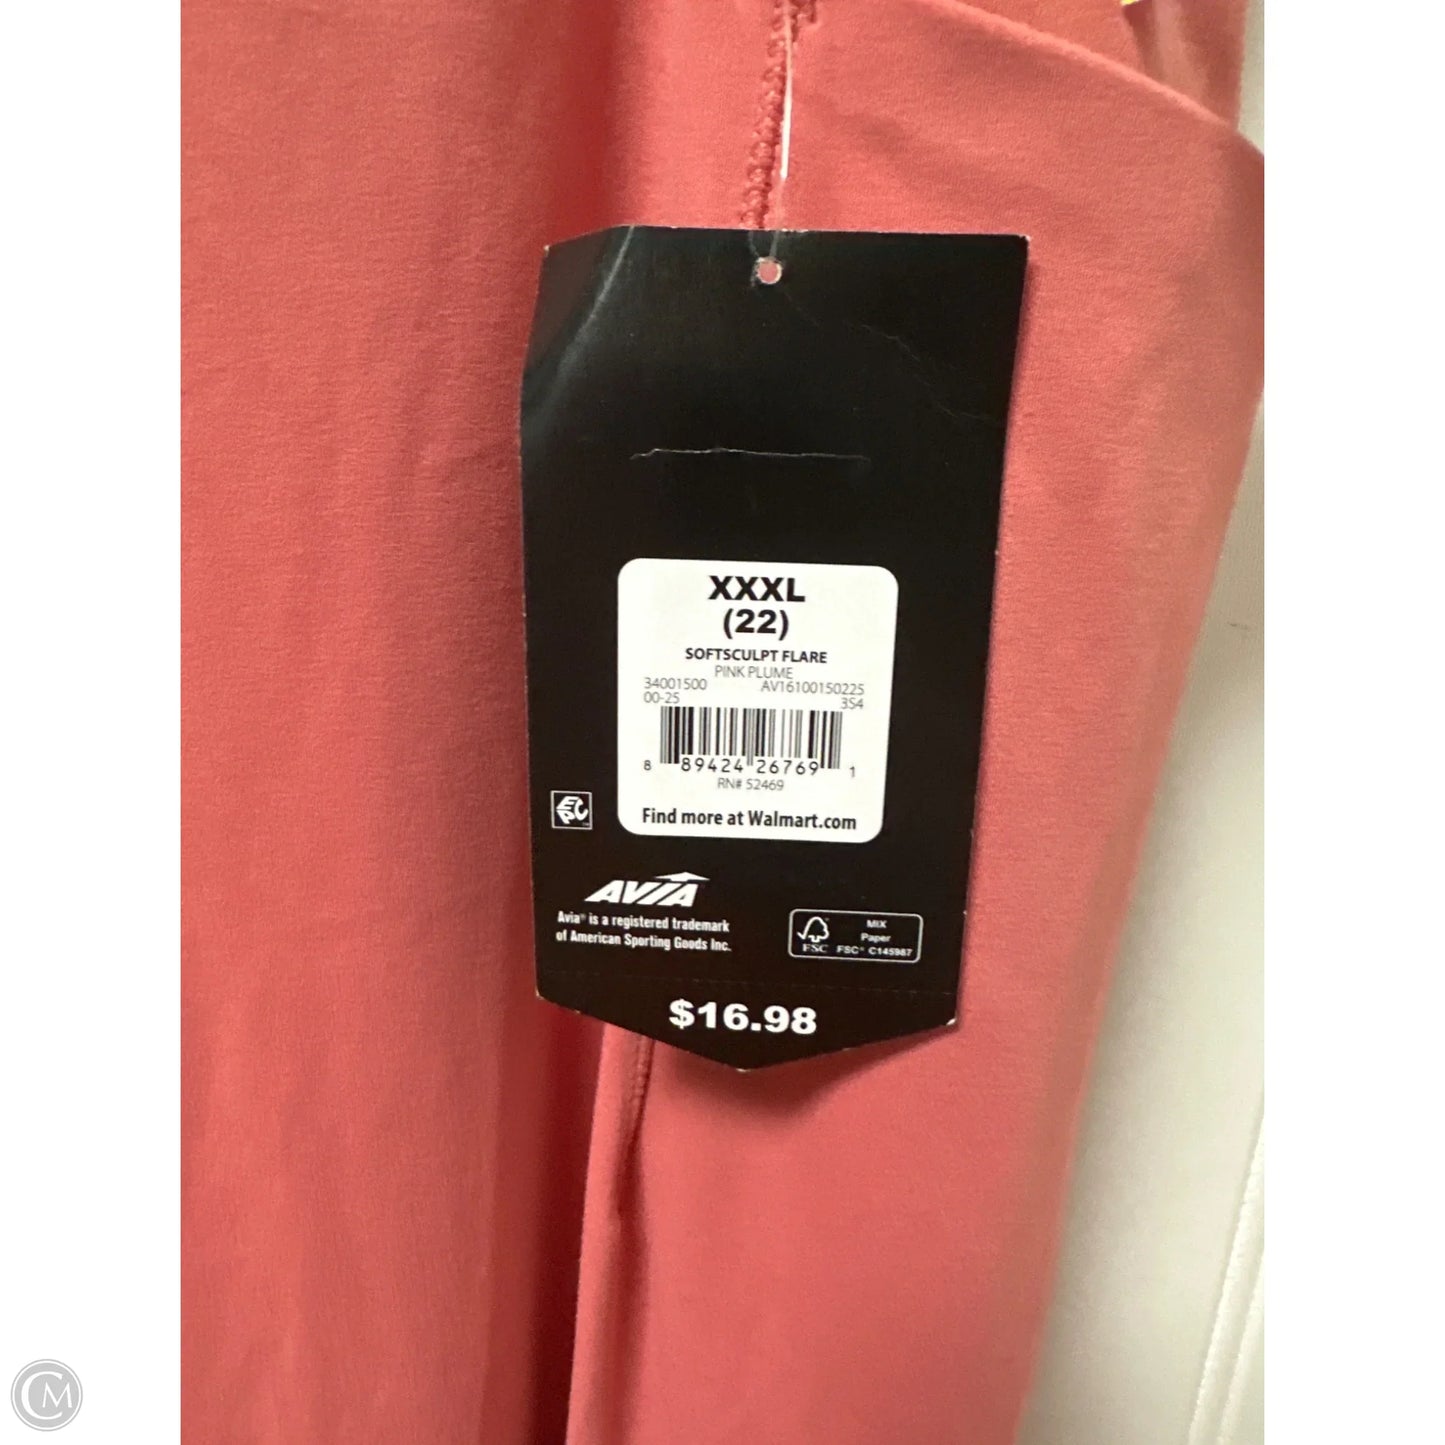 XXXL
(22)
SOFTSCULPT FLARE
PINK PLUME
34001500 AV16100150225
00-25 3S4
8 89424 26769 1
RN# 52469
Find more at Walmart.com
EPC
AVIA
Avia® is a registered trademark
of American Sporting Goods Inc.
FSC
MIX
Paper
FSC® C145987
$16.98
CM